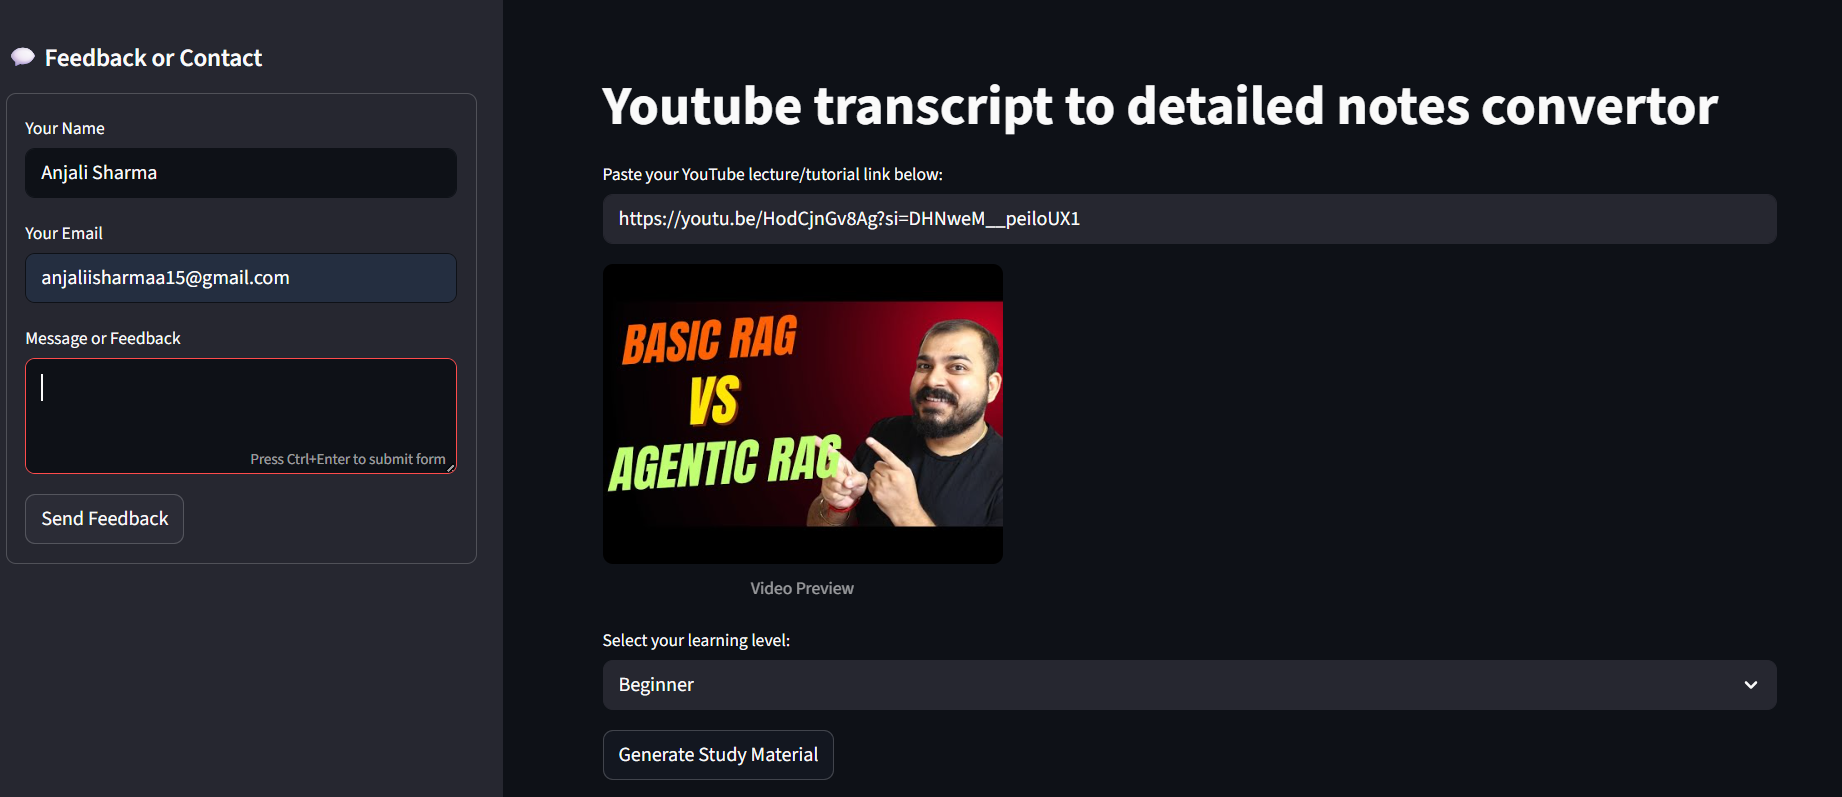 Feedback or Contact
Your Name
Anjali Sharma
Your Email
anjaliisharmaa15@gmail.com
Message or Feedback
Press Ctrl+Enter to submit form
Send Feedback
Youtube transcript to detailed notes convertor
Paste your YouTube lecture/tutorial link below:
https://youtu.be/HodCjnGv8Ag?si=DHNweM__peiloUX1
BASIC RAG
VS
AGENTIC RAG
Video Preview
Select your learning level:
Beginner
Generate Study Material